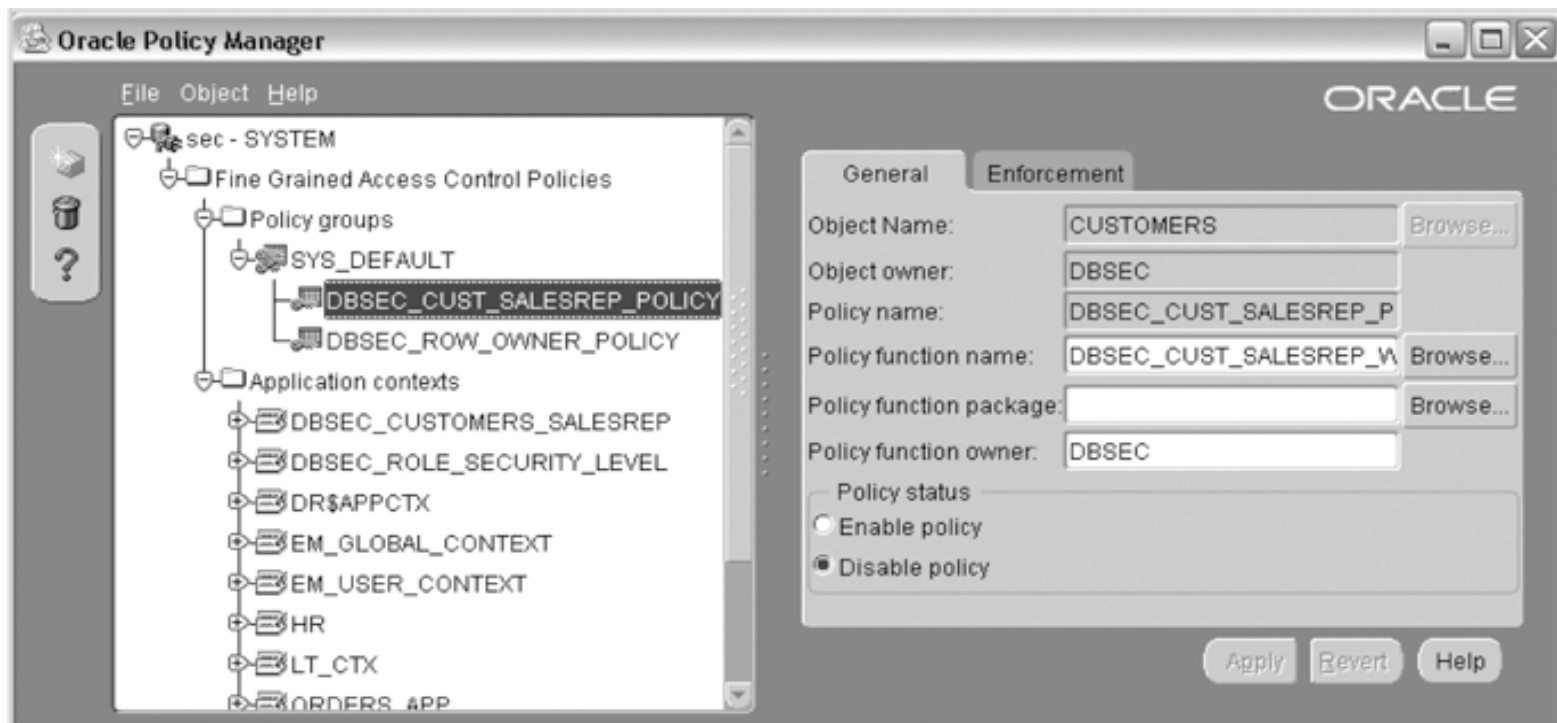 Oracle Policy Manager
File Object Help
ORACLE
sec - SYSTEM
Fine Grained Access Control Policies
Policy groups
SYS_DEFAULT
DBSEC_CUST_SALESREP_POLICY
DBSEC_ROW_OWNER_POLICY
Application contexts
DBSEC_CUSTOMERS_SALESREP
DBSEC_ROLE_SECURITY_LEVEL
DR$APPCTX
EM_GLOBAL_CONTEXT
EM_USER_CONTEXT
HR
LT_CTX
ORDERS_APP
General Enforcement
Object Name: CUSTOMERS Browse...
Object owner: DBSEC
Policy name: DBSEC_CUST_SALESREP_P
Policy function name: DBSEC_CUST_SALESREP_W Browse...
Policy function package: Browse...
Policy function owner: DBSEC
Policy status
Enable policy
Disable policy
Apply Revert Help